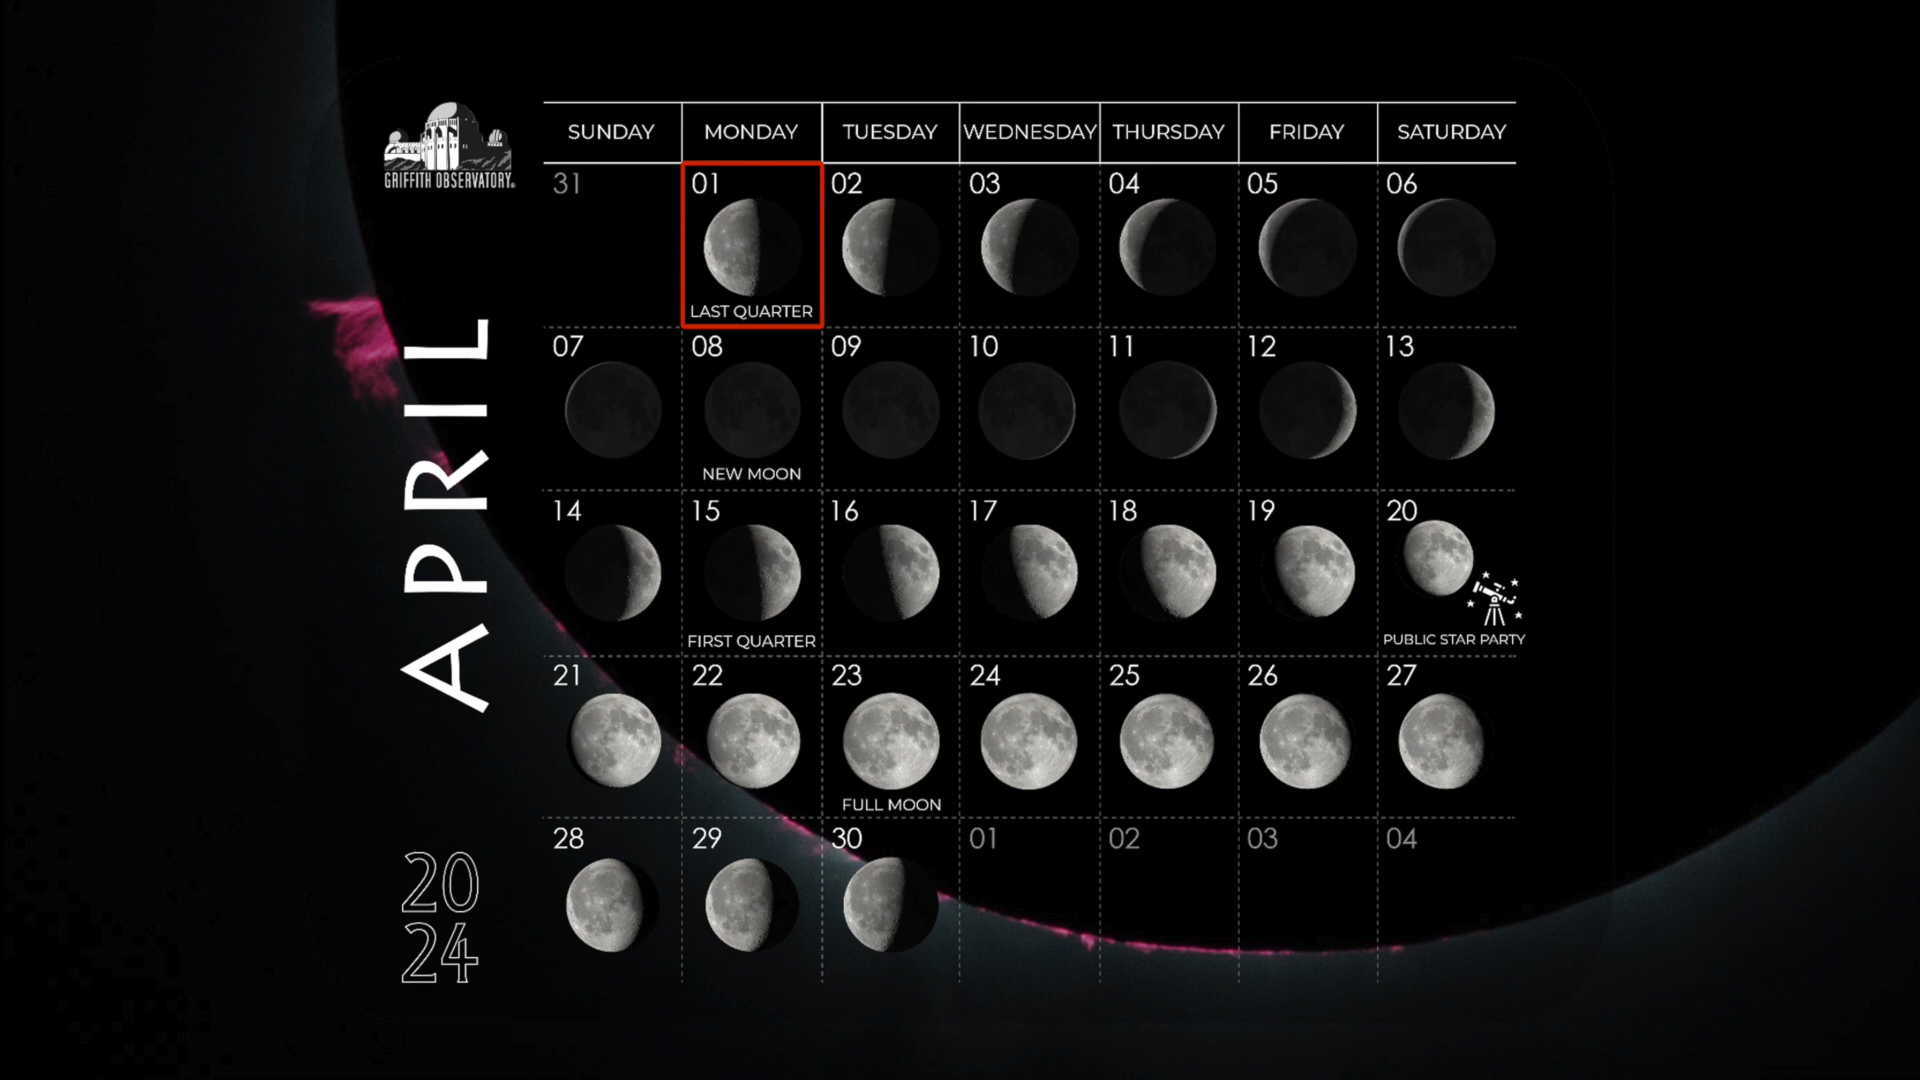 GRIFFITH OBSERVATORY®
APRIL
2024
SUNDAY MONDAY TUESDAY WEDNESDAY THURSDAY FRIDAY SATURDAY
31 01 02 03 04 05 06
LAST QUARTER
07 08 09 10 11 12 13
NEW MOON
14 15 16 17 18 19 20
FIRST QUARTER PUBLIC STAR PARTY
21 22 23 24 25 26 27
FULL MOON
28 29 30 01 02 03 04